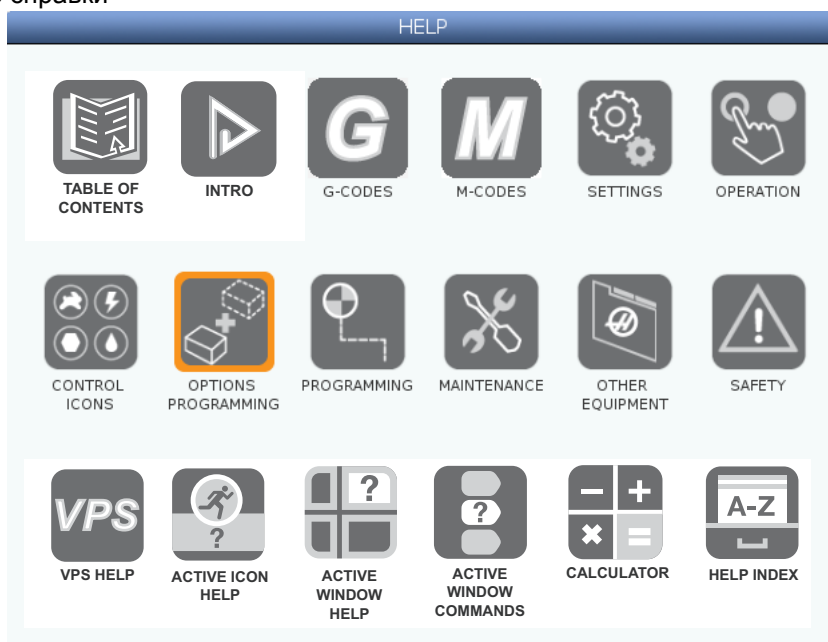 справки
HELP
TABLE OF
CONTENTS
INTRO
G
G-CODES
M
M-CODES
SETTINGS
OPERATION
CONTROL
ICONS
OPTIONS
PROGRAMMING
PROGRAMMING
MAINTENANCE
OTHER
EQUIPMENT
SAFETY
VPS
VPS HELP
?
ACTIVE ICON
HELP
?
ACTIVE
WINDOW
HELP
?
ACTIVE
WINDOW
COMMANDS
CALCULATOR
A-Z
HELP INDEX